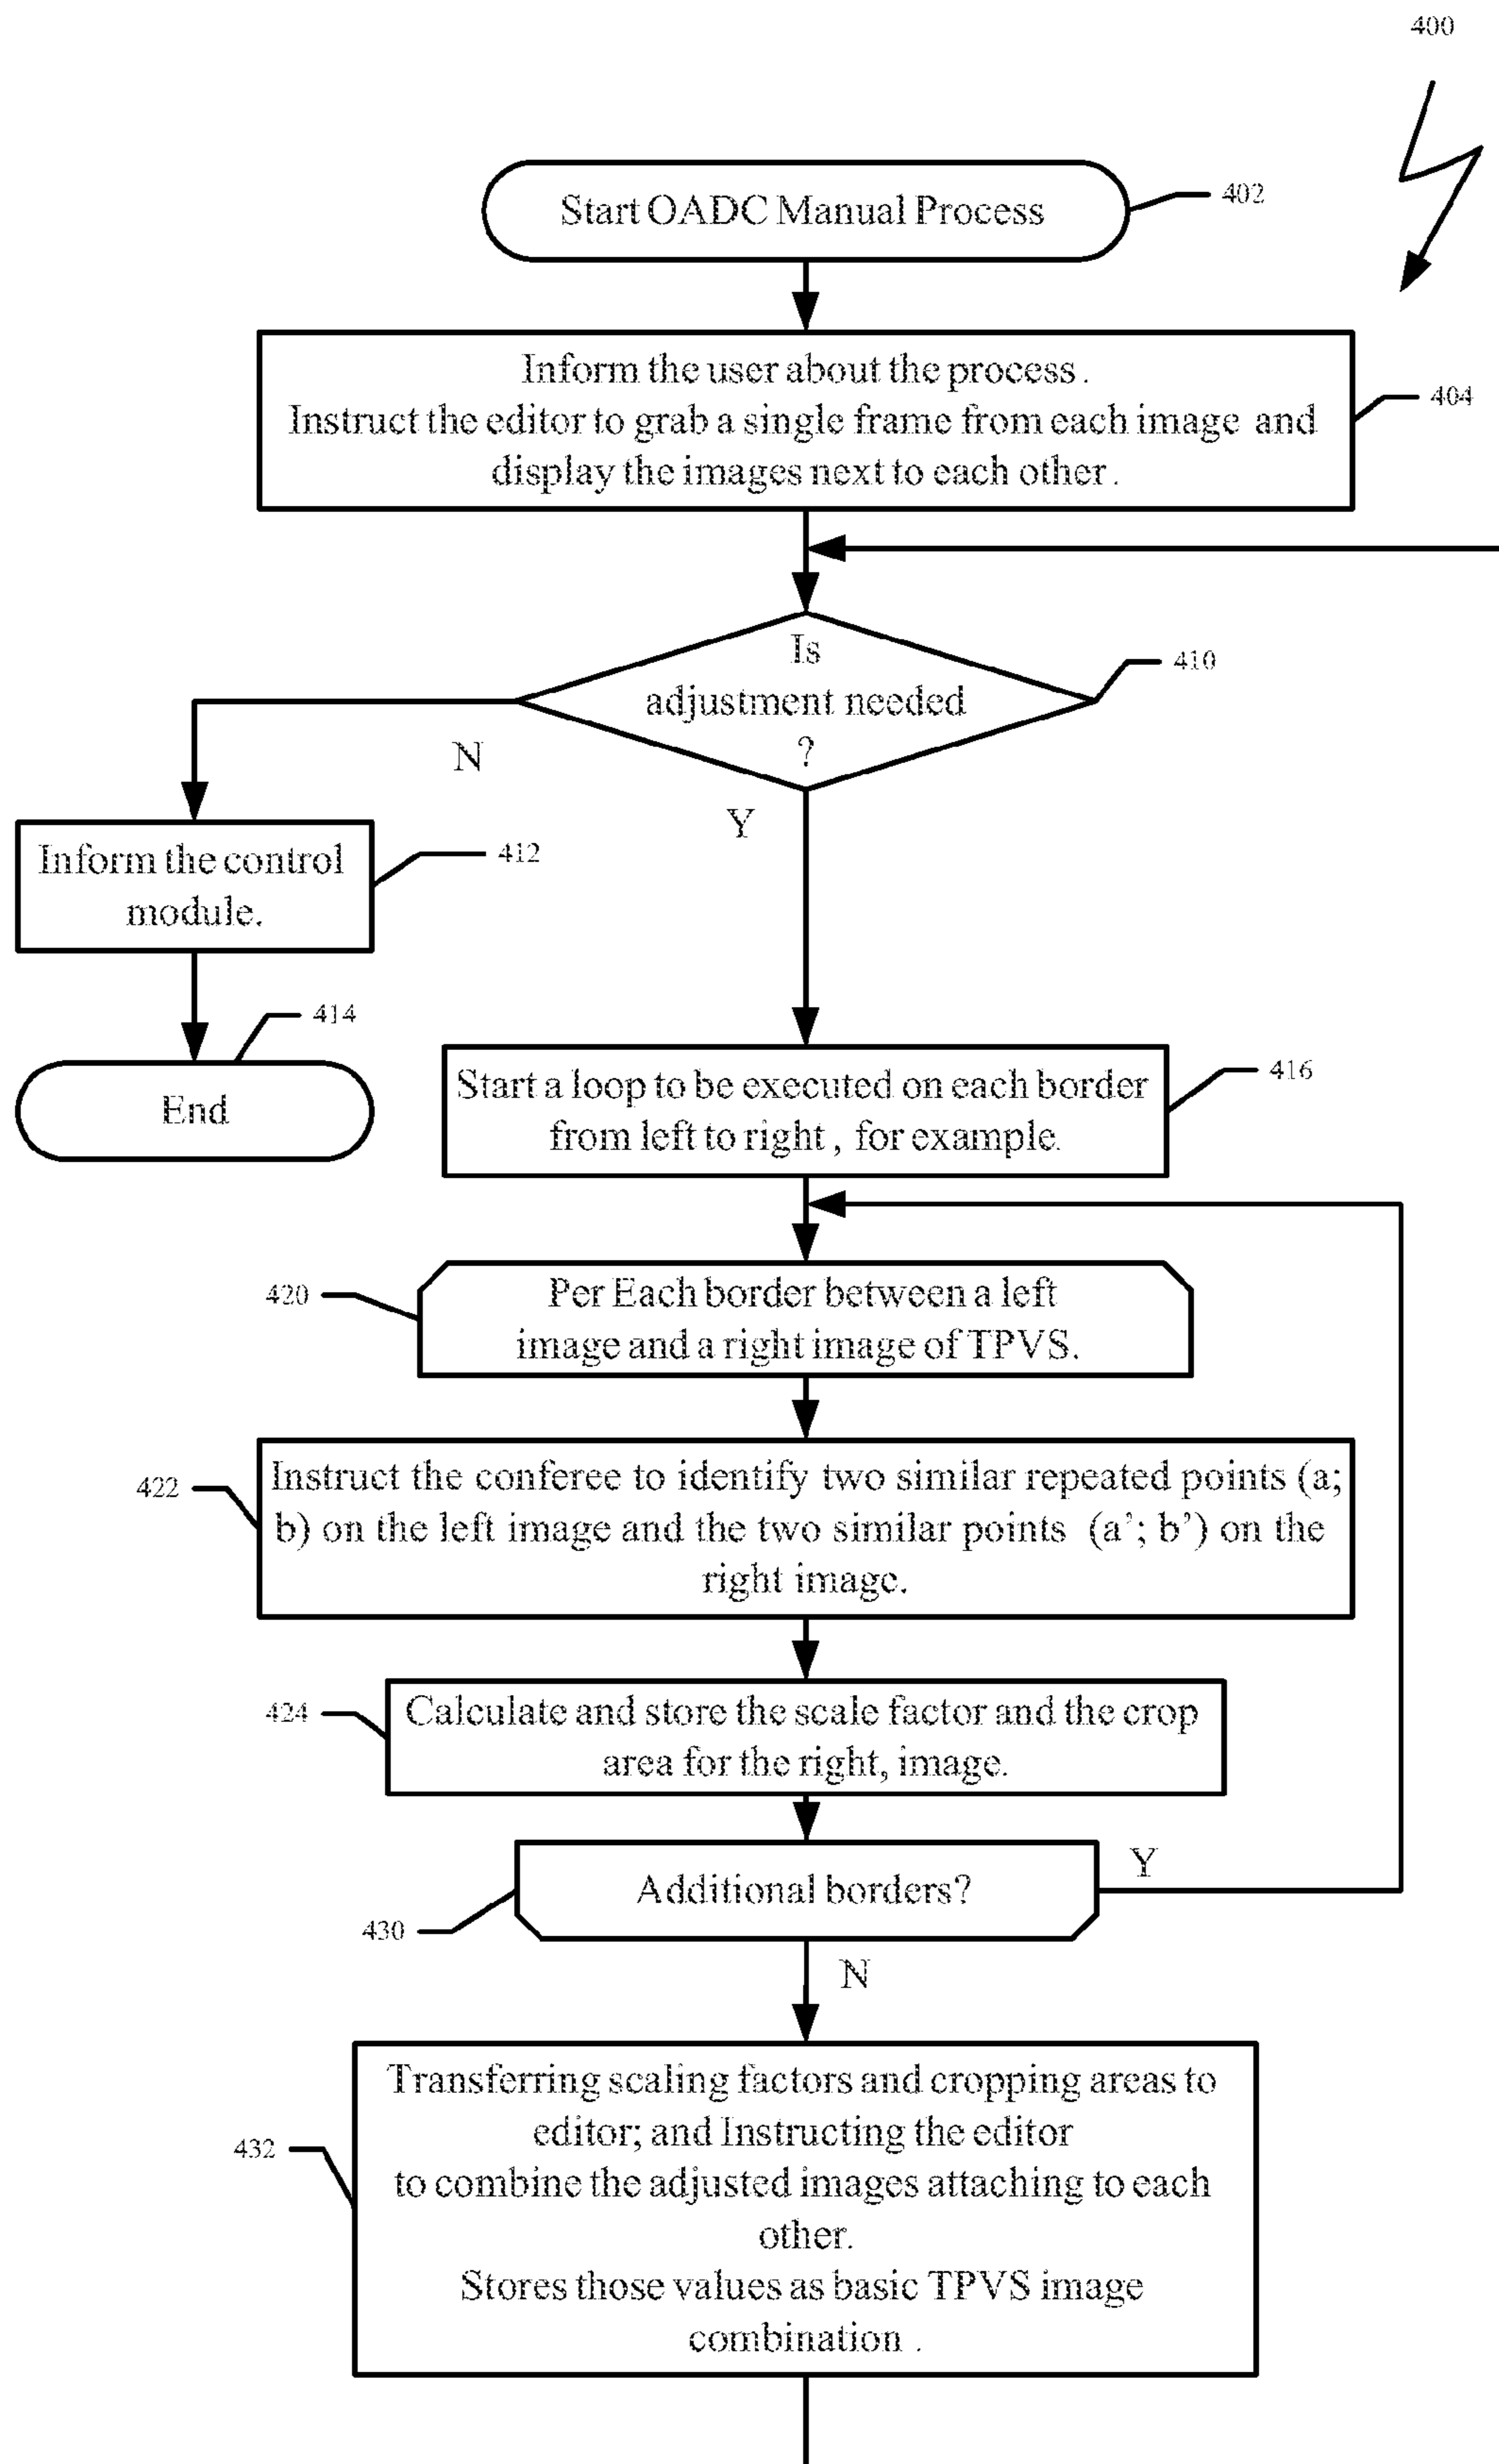 400
Start OADC Manual Process
402
Inform the user about the process .
Instruct the editor to grab a single frame from each image and
display the images next to each other .
404
Is
adjustment needed
?
410
N
Y
Inform the control
module.
412
414
End
Start a loop to be executed on each border
from left to right , for example.
416
420
Per Each border between a left
image and a right image of TPVS.
422
Instruct the conferee to identify two similar repeated points (a;
b) on the left image and the two similar points (a’; b’) on the
right image.
424
Calculate and store the scale factor and the crop
area for the right, image.
Additional borders?
Y
430
N
Transferring scaling factors and cropping areas to
editor; and Instructing the editor
to combine the adjusted images attaching to each
other.
Stores those values as basic TPVS image
combination .
432